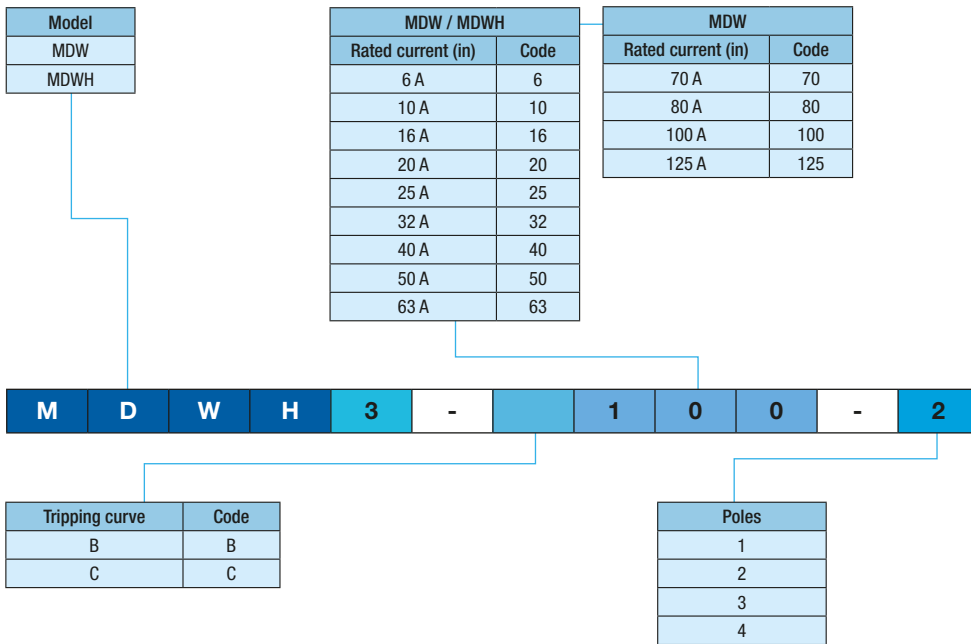 Model
MDW
MDWH
MDW / MDWH
Rated current (in) Code
6 A 6
10 A 10
16 A 16
20 A 20
25 A 25
32 A 32
40 A 40
50 A 50
63 A 63
MDW
Rated current (in) Code
70 A 70
80 A 80
100 A 100
125 A 125
M D W H 3 - 1 0 0 - 2
Tripping curve Code
B B
C C
Poles
1
2
3
4